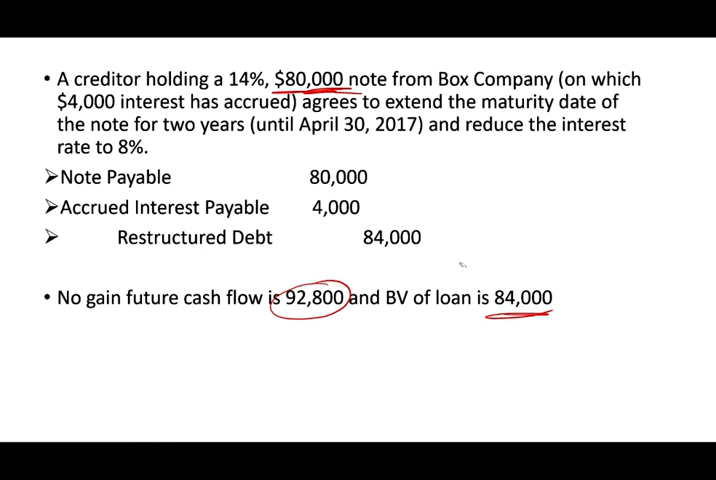 • A creditor holding a 14%, $80,000 note from Box Company (on which
$4,000 interest has accrued) agrees to extend the maturity date of
the note for two years (until April 30, 2017) and reduce the interest
rate to 8%.
➢Note Payable 80,000
➢Accrued Interest Payable 4,000
➢ Restructured Debt 84,000
• No gain future cash flow is 92,800 and BV of loan is 84,000